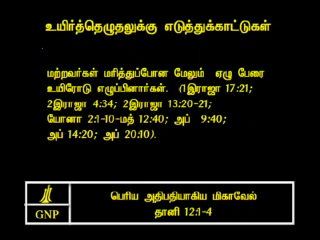 உயிர்த்தெழுதலுக்கு எடுத்துக்காட்டுகள்
மற்றவர்கள் மரித்துப்போன மேலும் ஏழு பேரை
உயிரோடு எழுப்பினார்கள். (1இராஜா 17:21;
2இராஜா 4:34; 2இராஜா 13:20-21;
யோனா 2:1-10-மத் 12:40; அப் 9:40;
அப் 14:20; அப் 20:10).
பெரிய அதிபதியாகிய மிகாவேல்
தானி 12:1-4
GNP